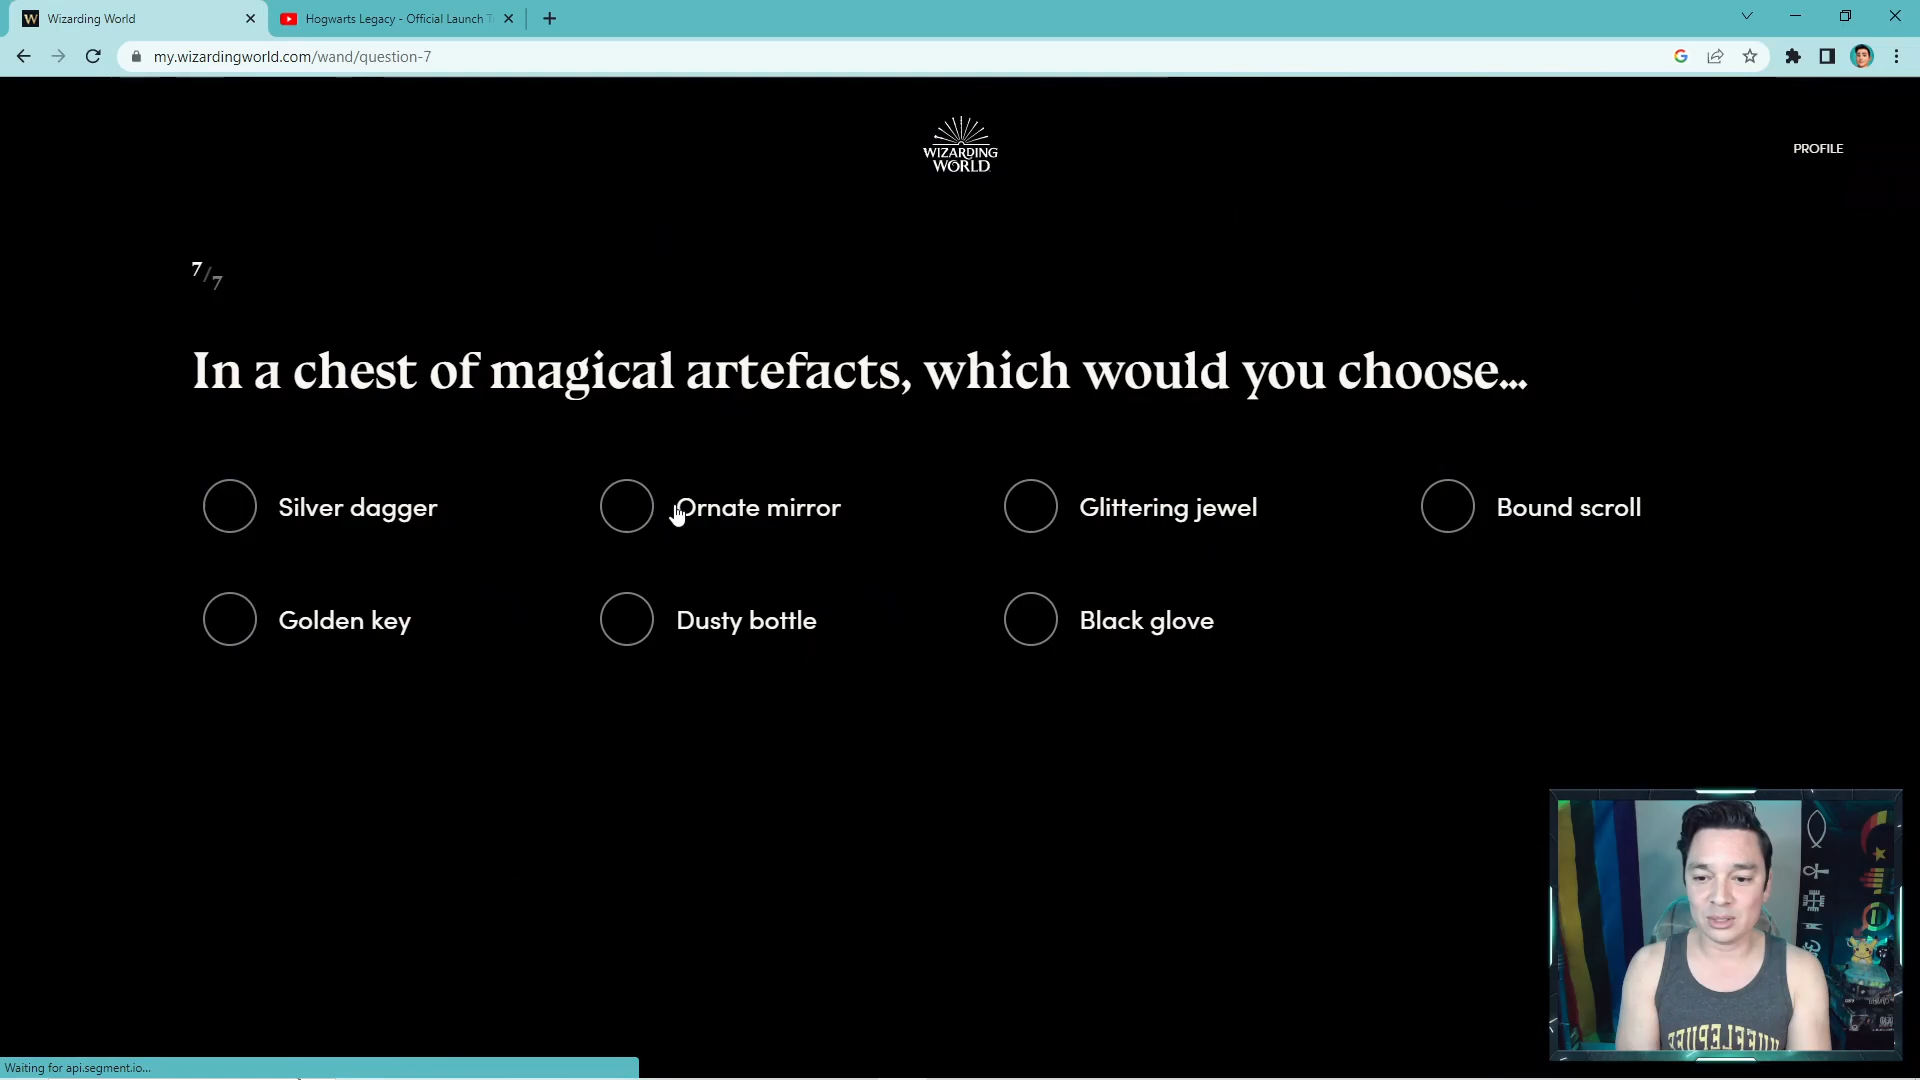 Wizarding World
Hogwarts Legacy - Official Launch T
my.wizardingworld.com/wand/question-7
WIZARDING
WORLD
PROFILE
7/7
In a chest of magical artefacts, which would you choose...
Silver dagger
Ornate mirror
Glittering jewel
Bound scroll
Golden key
Dusty bottle
Black glove
HUFFLEPUFF
Waiting for api.segment.io...